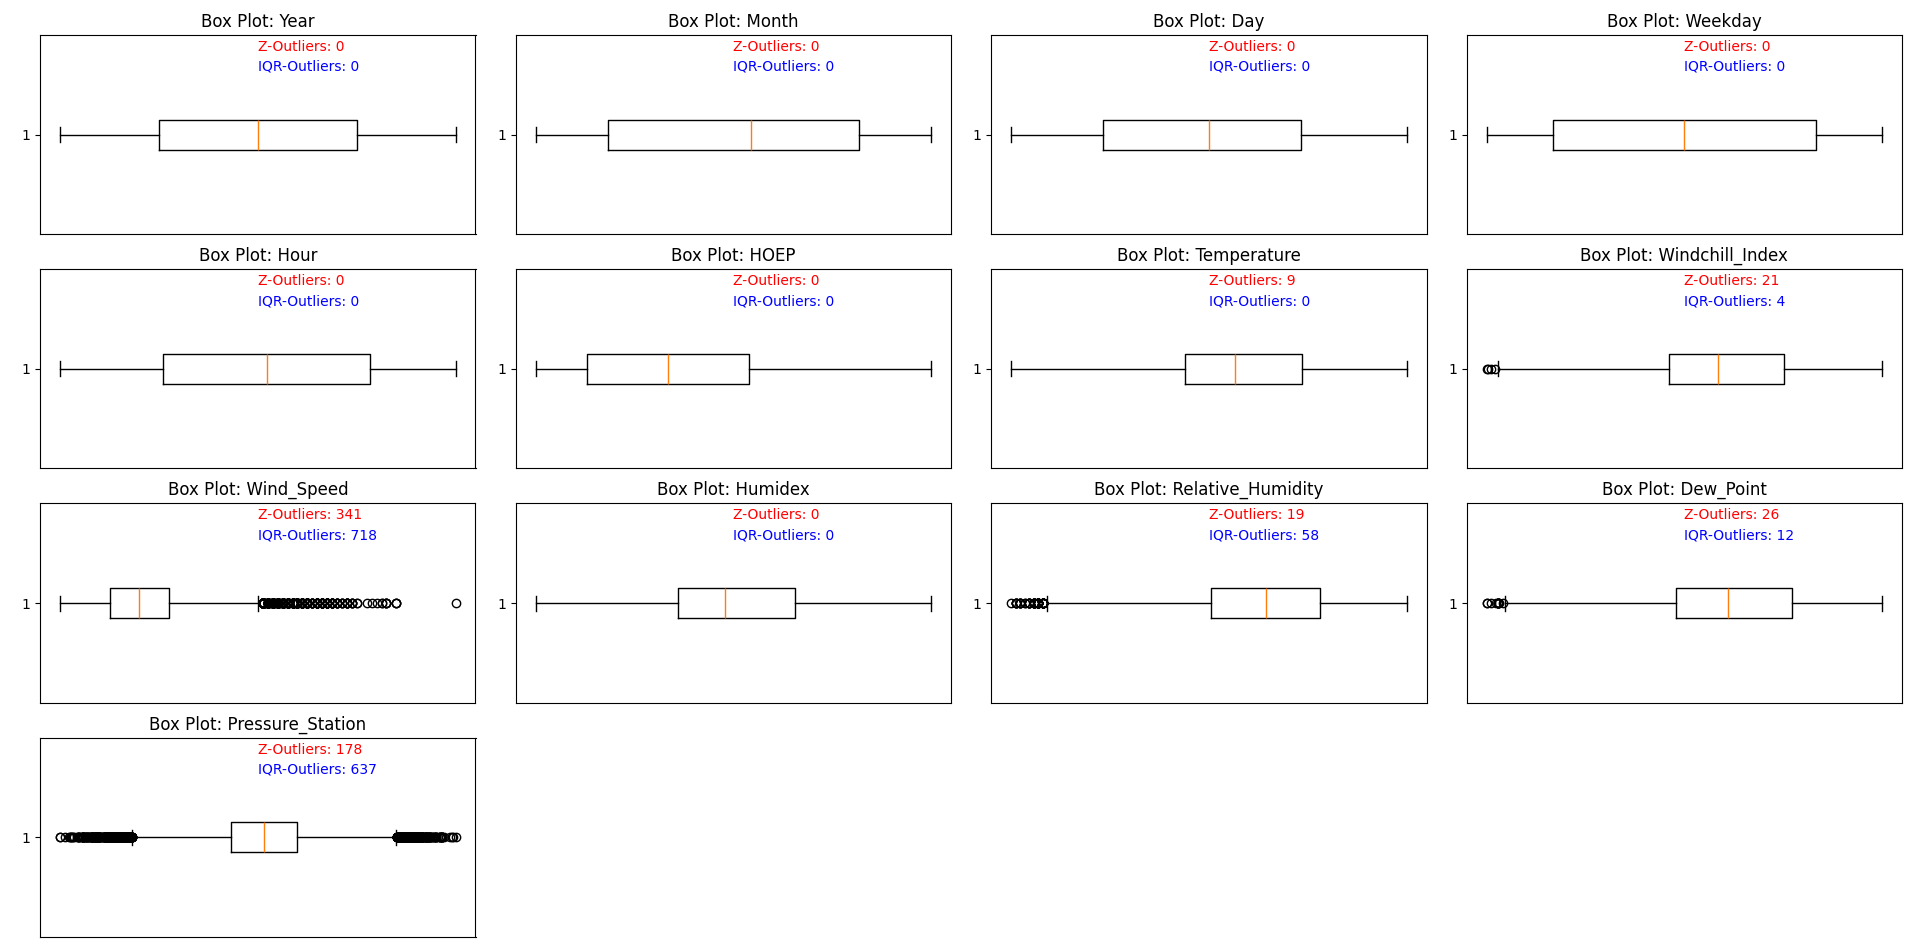 Box Plot: Year
Z-Outliers: 0
IQR-Outliers: 0
1
Box Plot: Month
Z-Outliers: 0
IQR-Outliers: 0
1
Box Plot: Day
Z-Outliers: 0
IQR-Outliers: 0
1
Box Plot: Weekday
Z-Outliers: 0
IQR-Outliers: 0
1
Box Plot: Hour
Z-Outliers: 0
IQR-Outliers: 0
1
Box Plot: HOEP
Z-Outliers: 0
IQR-Outliers: 0
1
Box Plot: Temperature
Z-Outliers: 9
IQR-Outliers: 0
1
Box Plot: Windchill_Index
Z-Outliers: 21
IQR-Outliers: 4
1
Box Plot: Wind_Speed
Z-Outliers: 341
IQR-Outliers: 718
1
Box Plot: Humidex
Z-Outliers: 0
IQR-Outliers: 0
1
Box Plot: Relative_Humidity
Z-Outliers: 19
IQR-Outliers: 58
1
Box Plot: Dew_Point
Z-Outliers: 26
IQR-Outliers: 12
1
Box Plot: Pressure_Station
Z-Outliers: 178
IQR-Outliers: 637
1